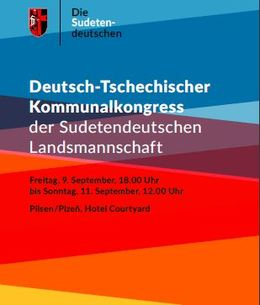 Die
Sudeten-
deutschen
Deutsch-Tschechischer
Kommunalkongress
der Sudetendeutschen
Landsmannschaft
Freitag, 9. September, 18.00 Uhr
bis Sonntag, 11. September, 12.00 Uhr
Pilsen/Plzeň, Hotel Courtyard